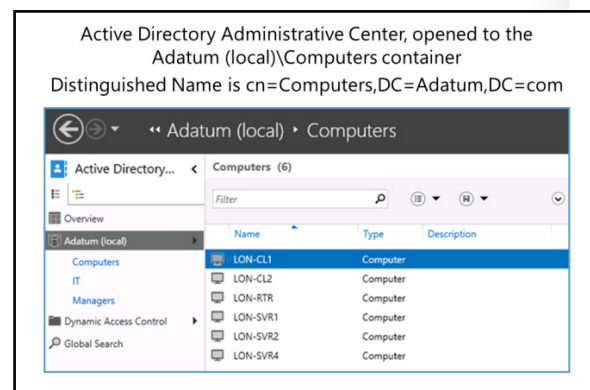 Active Directory Administrative Center, opened to the
Adatum (local)\Computers container
Distinguished Name is cn=Computers,DC=Adatum,DC=com
Adatum (local) Computers
Active Directory...
Computers (6)
Filter
Overview
Name Type Description
Adatum (local)
Computers
LON-CL1 Computer
IT
LON-CL2 Computer
Managers
LON-RTR Computer
Dynamic Access Control
LON-SVR1 Computer
Global Search
LON-SVR2 Computer
LON-SVR4 Computer